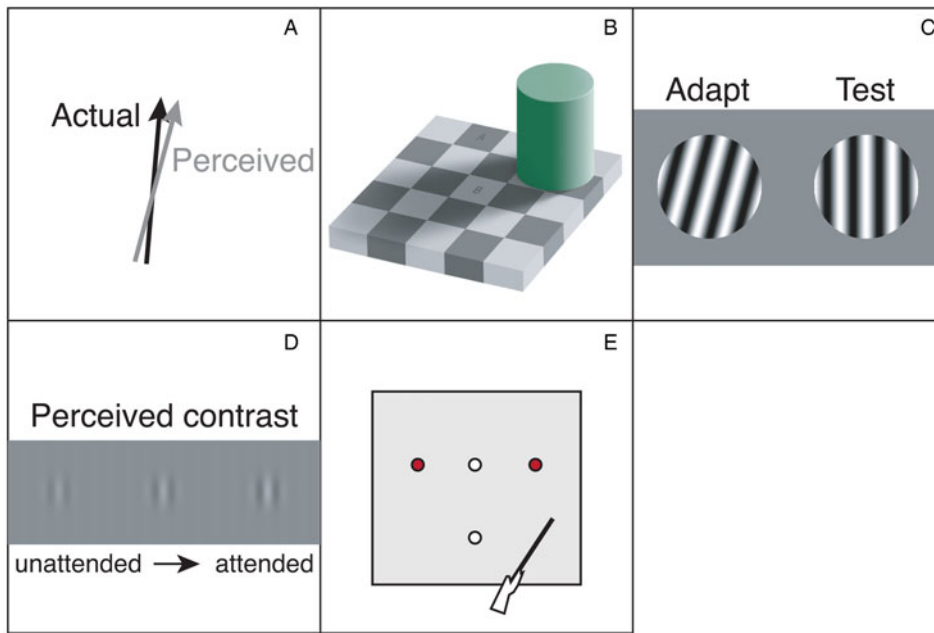 A
Actual
Perceived
B
A
B
C
Adapt Test
D
Perceived contrast
unattended → attended
E